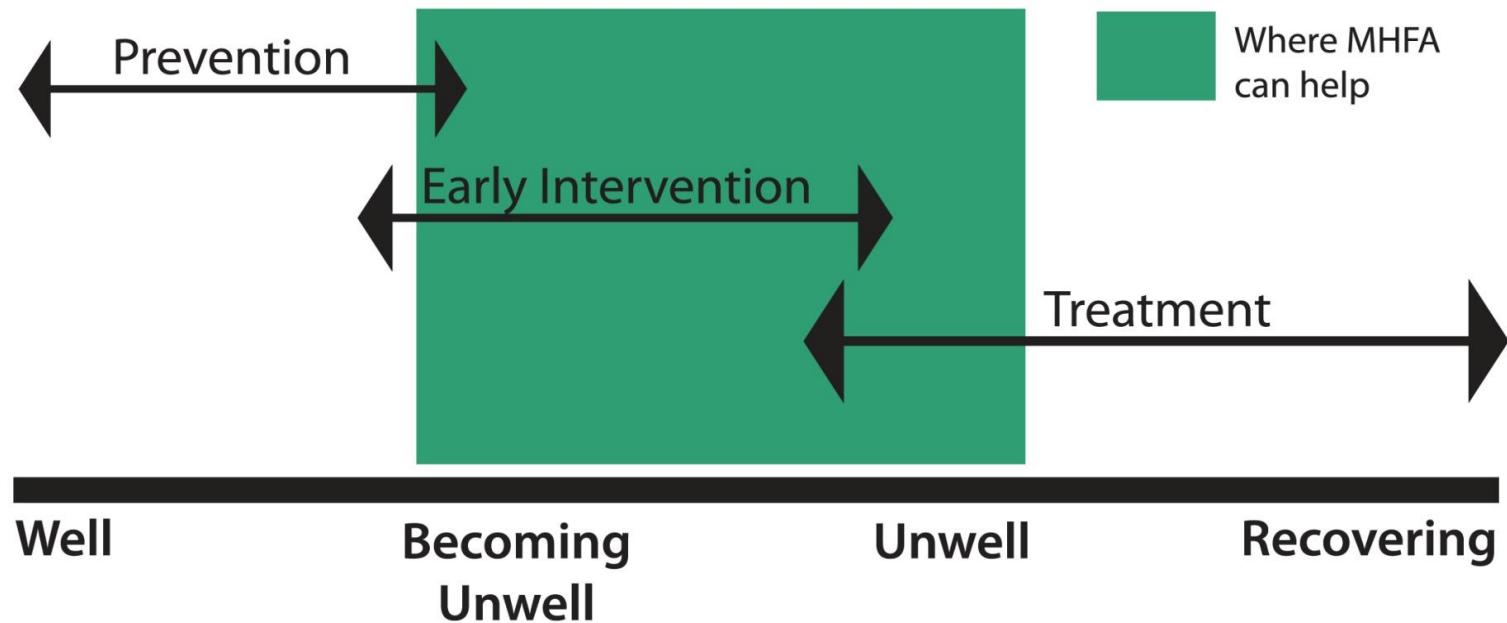 Prevention
Where MHFA
can help
Early Intervention
Treatment
Well
Becoming
Unwell
Unwell
Recovering